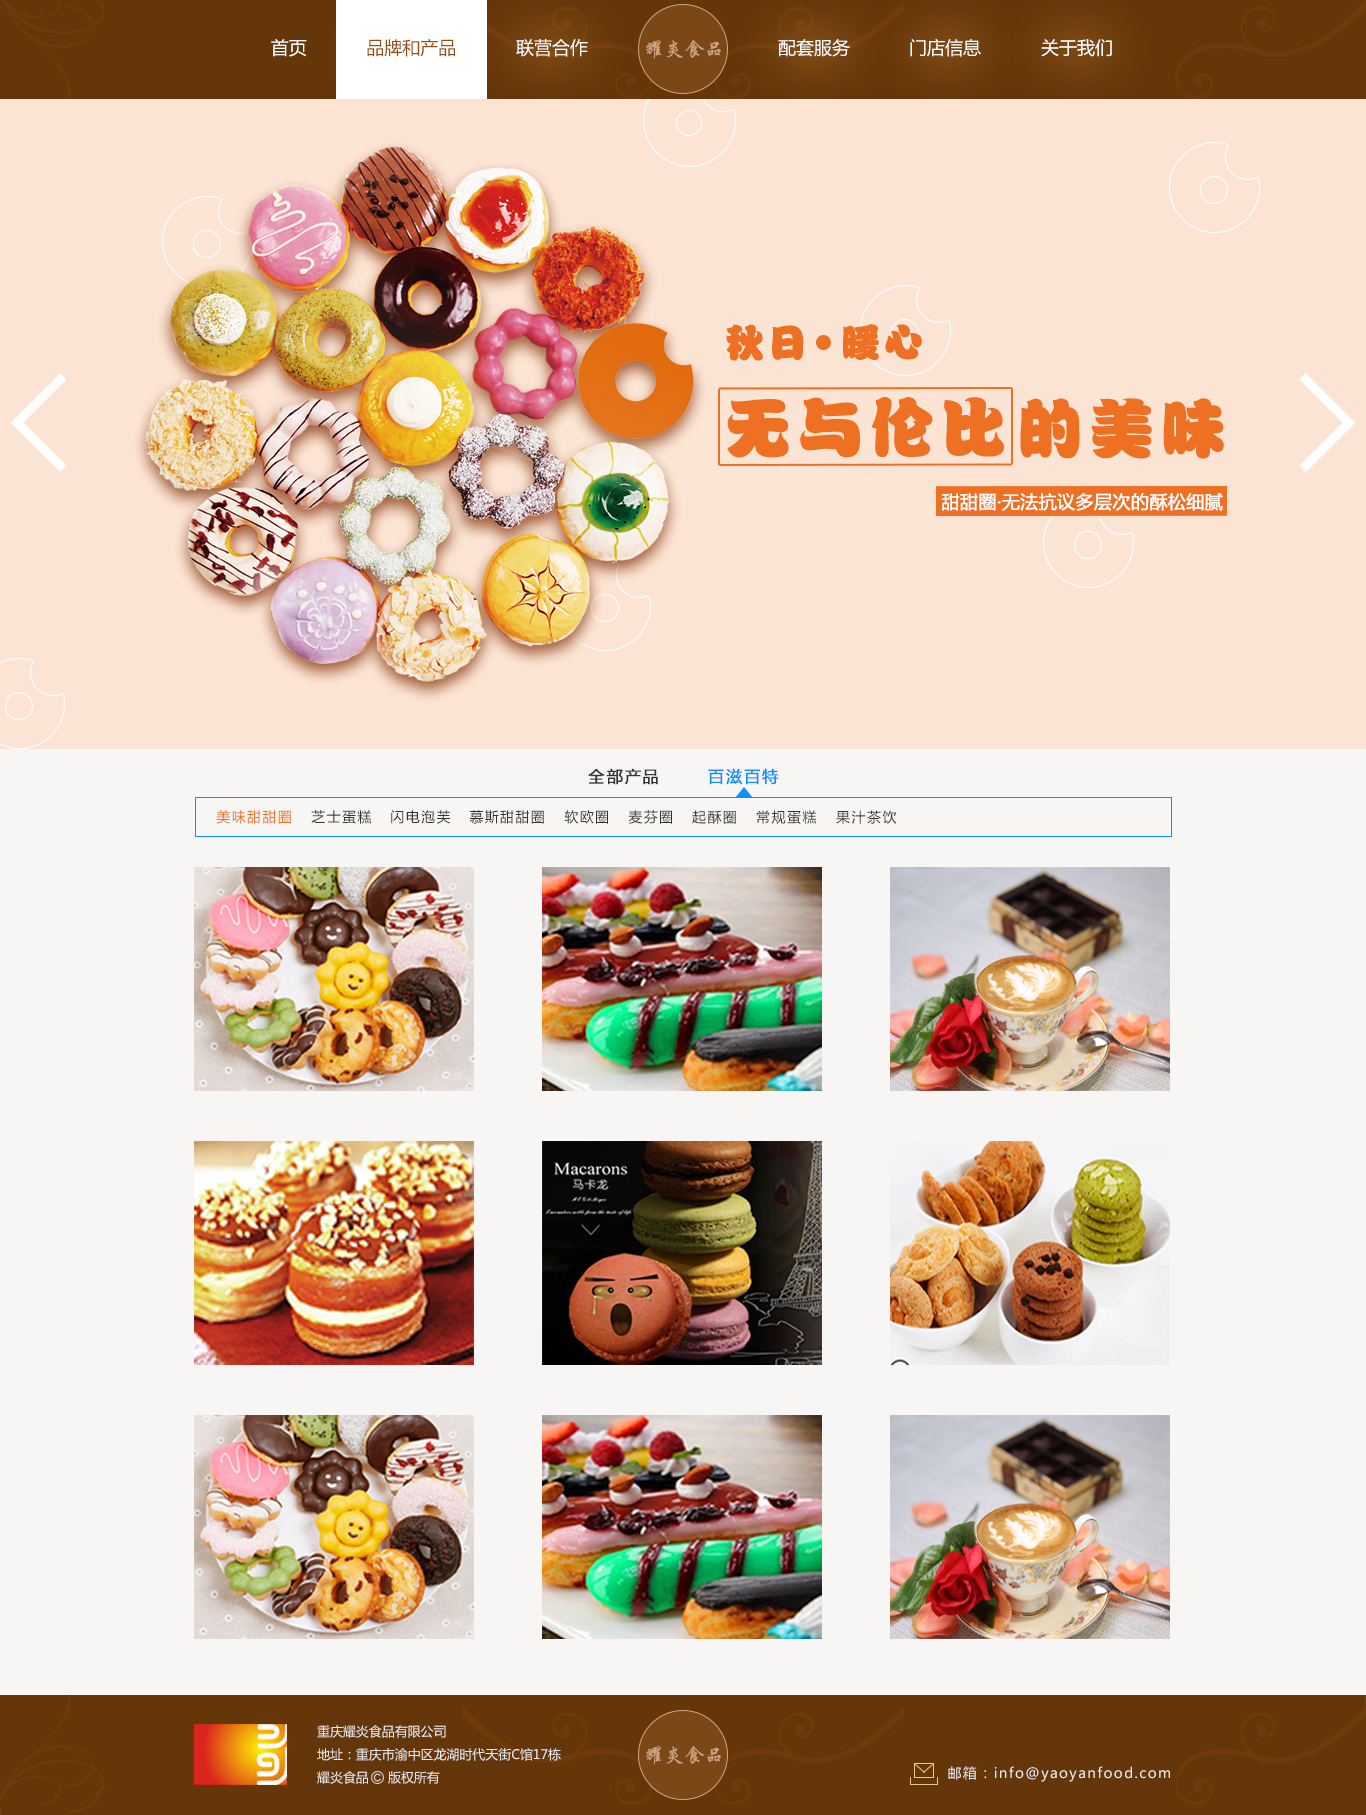 首页
品牌和产品
联营合作
耀炎食品
配套服务
门店信息
关于我们
秋日·暖心
无与伦比的美味
甜甜圈·无法抗议多层次的酥松细腻
全部产品
百滋百特
美味甜甜圈 芝士蛋糕 闪电泡芙 慕斯甜甜圈 软欧圈 麦芬圈 起酥圈 常规蛋糕 果汁茶饮
Macarons
马卡龙
重庆耀炎食品有限公司
地址：重庆市渝中区龙湖时代天街C馆17栋
耀炎食品© 版权所有
耀炎食品
邮箱：info@yaoyanfood.com